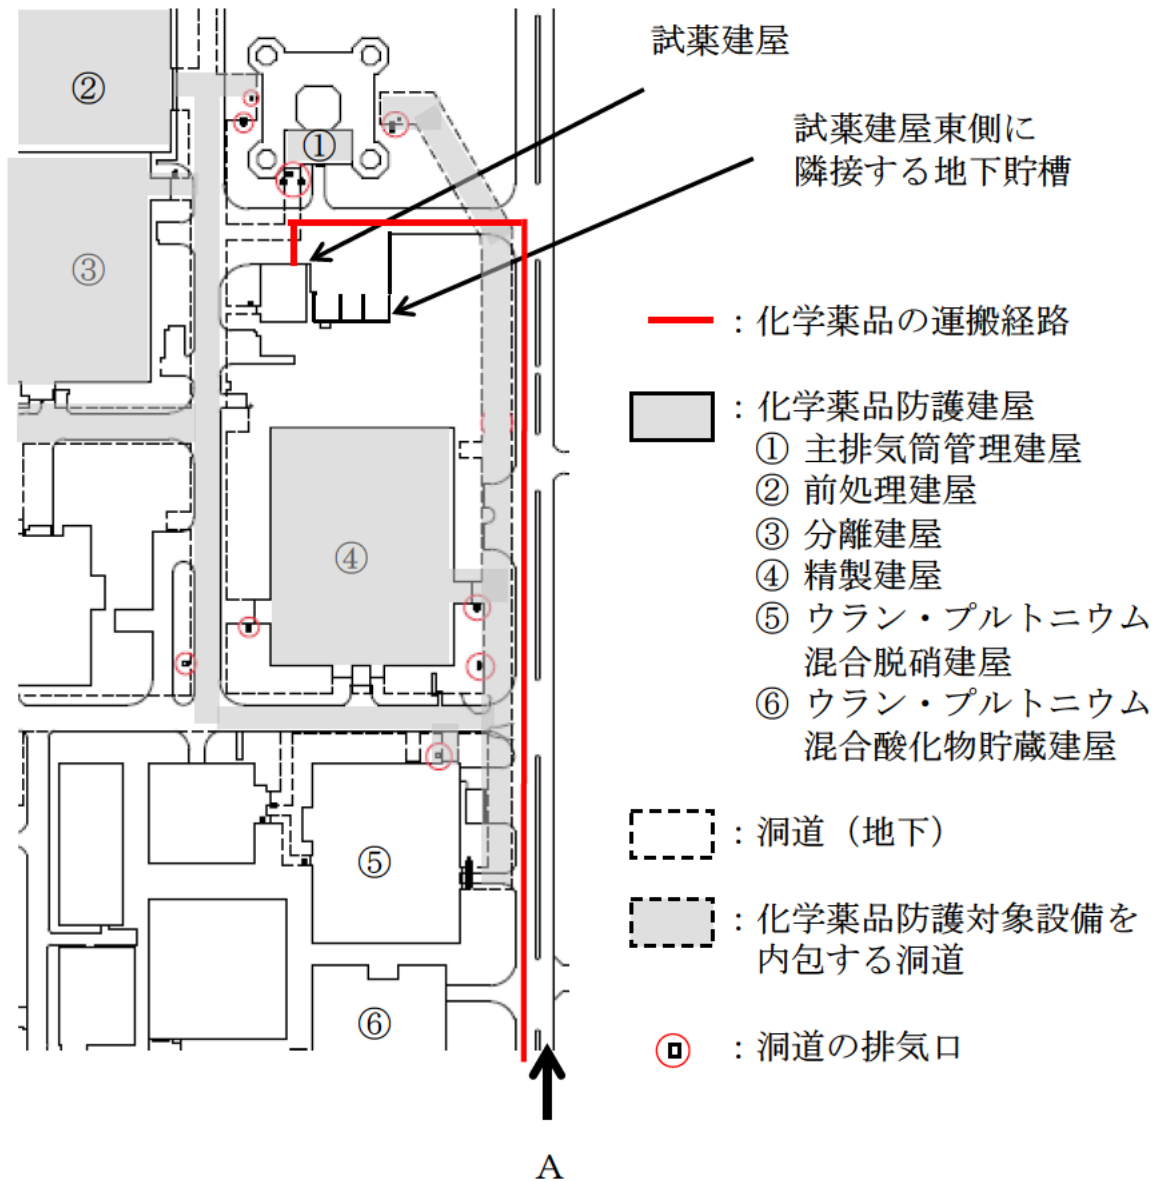 試薬建屋
試薬建屋東側に
隣接する地下貯槽
②
①
③
④
⑤
⑥
：化学薬品の運搬経路
：化学薬品防護建屋
① 主排気筒管理建屋
② 前処理建屋
③ 分離建屋
④ 精製建屋
⑤ ウラン・プルトニウム
混合脱硝建屋
⑥ ウラン・プルトニウム
混合酸化物貯蔵建屋
：洞道（地下）
：化学薬品防護対象設備を
内包する洞道
：洞道の排気口
A